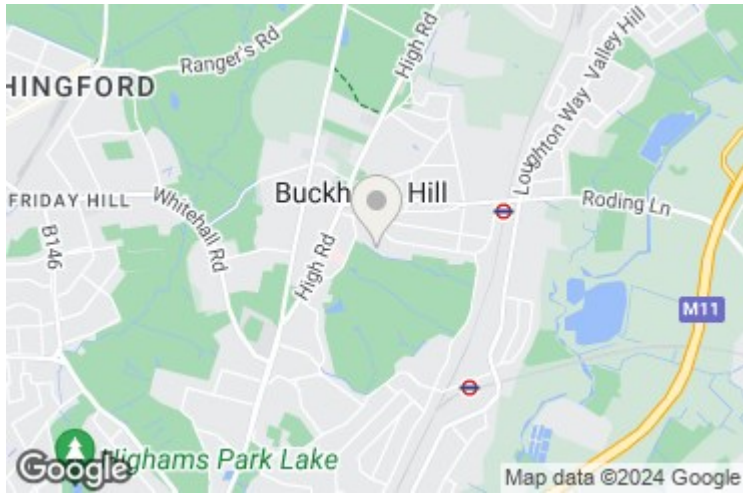 Ranger's Rd
High Rd
Valley Hill
HINGFORD
Loughton Way
FRIDAY HILL
Whitehall Rd
Buckh Hill
Roding Ln
B146
High Rd
M11
Highams Park Lake
Google
Map data ©2024 Google